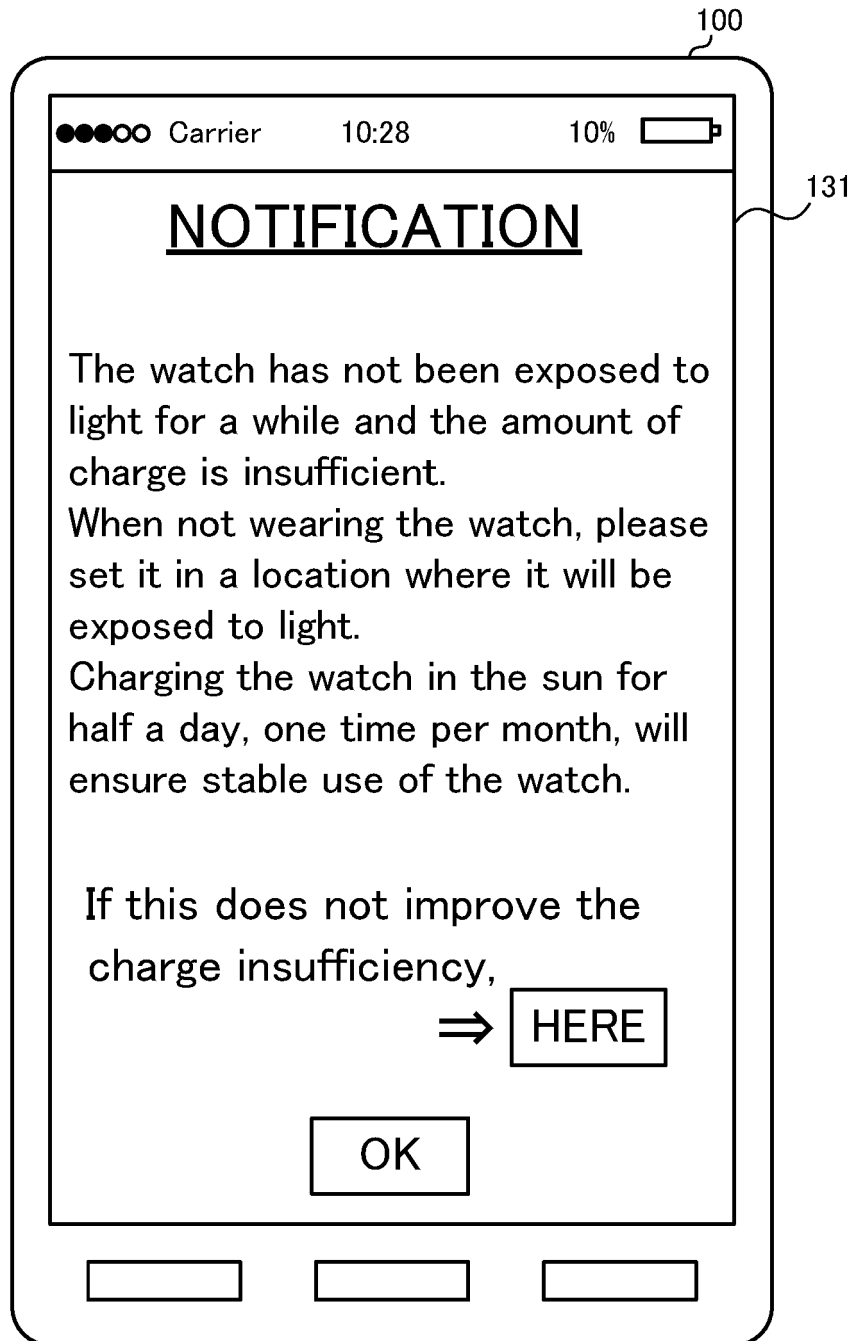 100
Carrier 10:28 10%
131
NOTIFICATION
The watch has not been exposed to
light for a while and the amount of
charge is insufficient.
When not wearing the watch, please
set it in a location where it will be
exposed to light.
Charging the watch in the sun for
half a day, one time per month, will
ensure stable use of the watch.
If this does not improve the
charge insufficiency,
⇒ HERE
OK